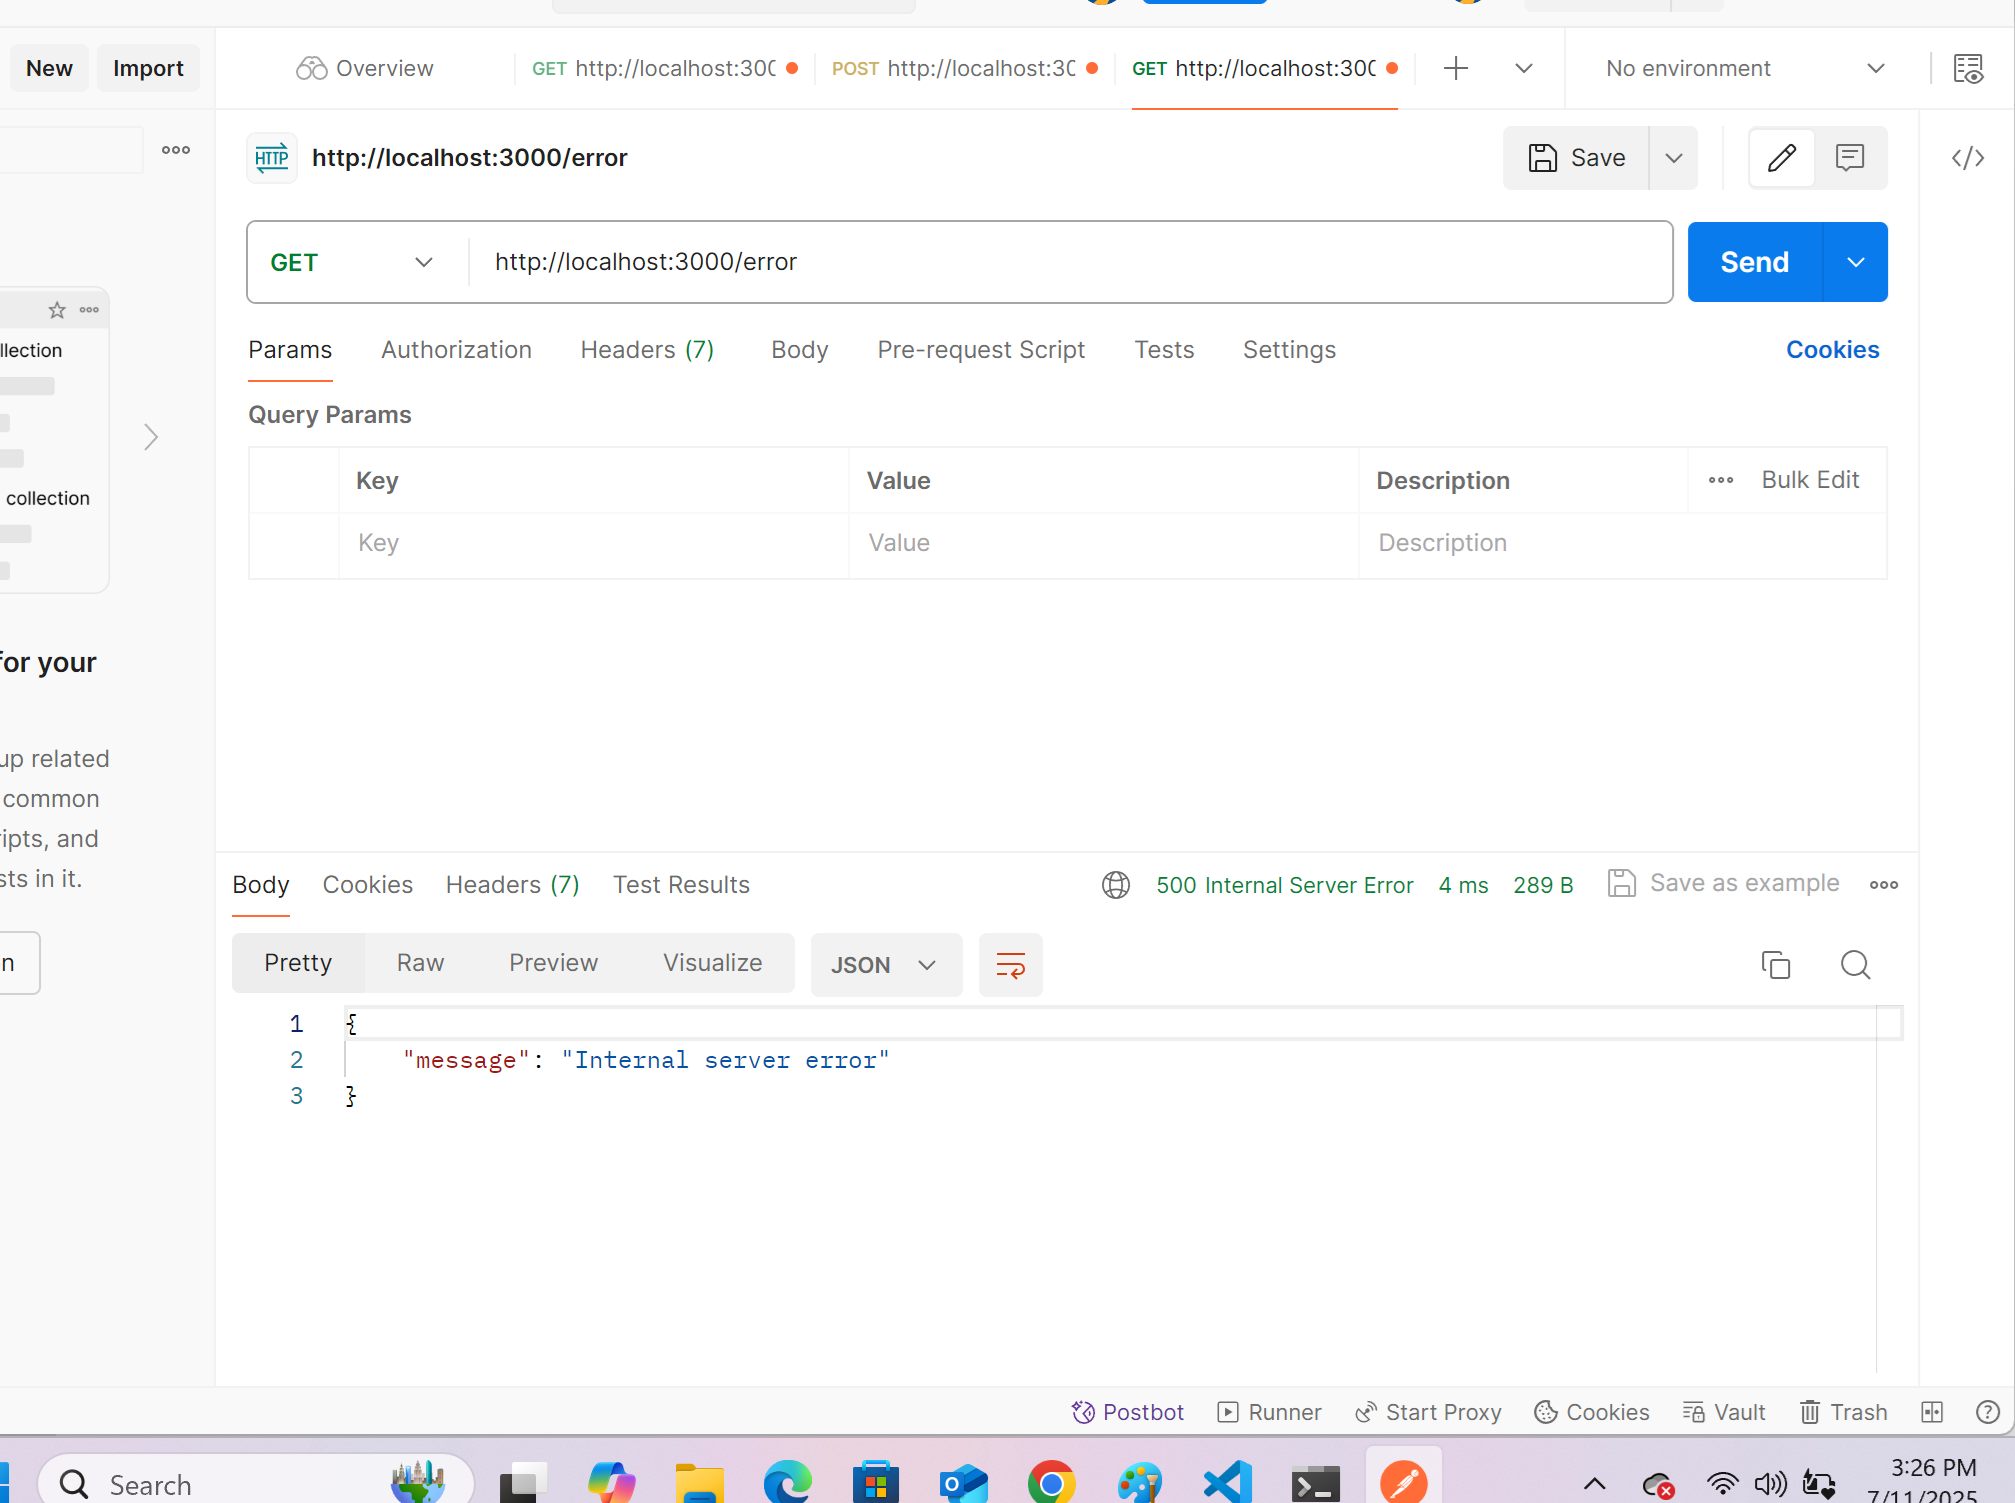 New Import
Overview GET http://localhost:300 POST http://localhost:30 GET http://localhost:300 No environment
HTTP http://localhost:3000/error Save
GET http://localhost:3000/error Send
Params Authorization Headers (7) Body Pre-request Script Tests Settings Cookies
Query Params
Key Value Description Bulk Edit
Key Value Description
llection
collection
for your
up related
common
ripts, and
sts in it.
n
Body Cookies Headers (7) Test Results 500 Internal Server Error 4 ms 289 B Save as example
Pretty Raw Preview Visualize JSON
1 {
2 "message": "Internal server error"
3 }
Postbot Runner Start Proxy Cookies Vault Trash
Search
3:26 PM
7/11/2025